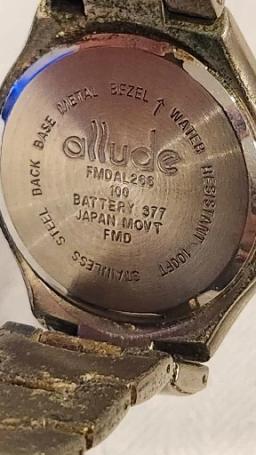 allude
FMDAL266
100
BATTERY 377
JAPAN MOVT
FMD
STAINLESS STEEL BACK BASE METAL BEZEL ↑ WATER RESISTANT 100FT